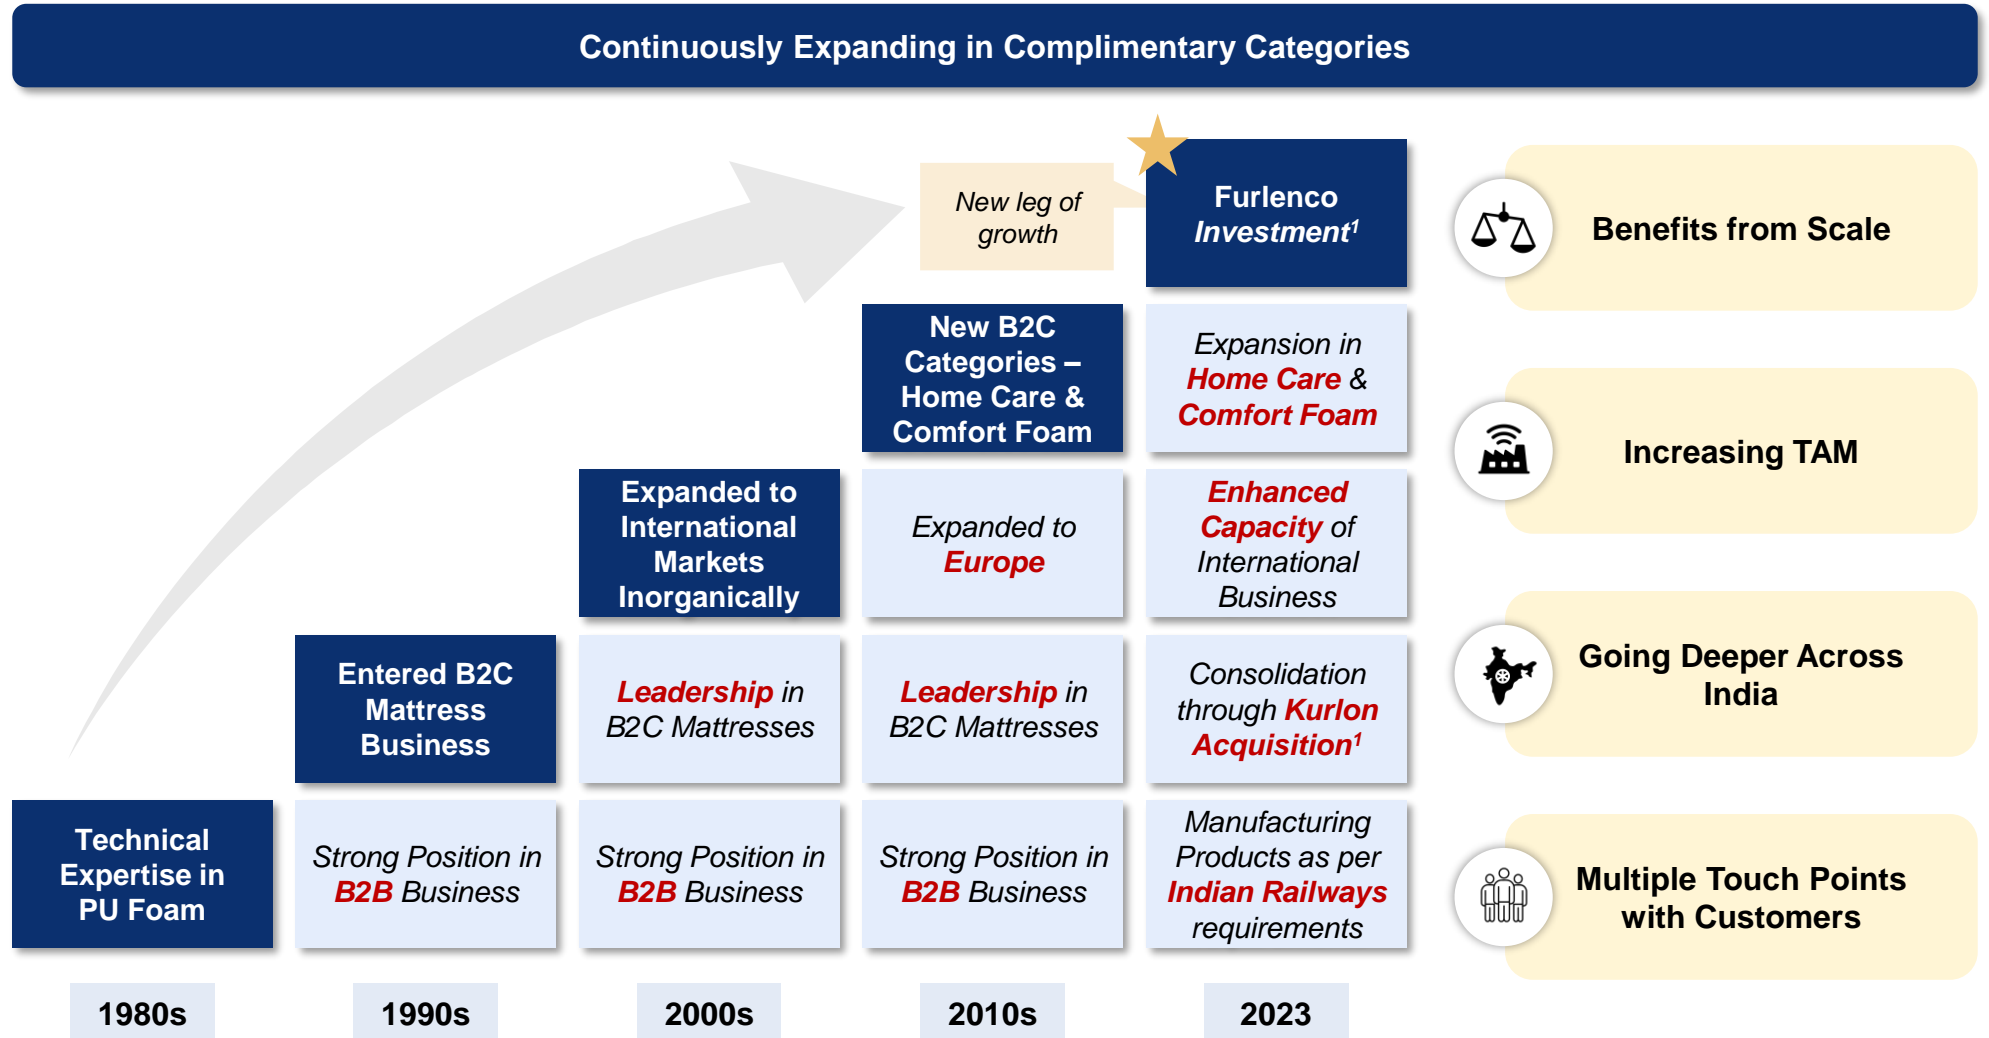 Continuously Expanding in Complimentary Categories
New leg of
growth
Furlenco
Investment¹
New B2C
Categories –
Home Care &
Comfort Foam
Expansion in
Home Care &
Comfort Foam
Expanded to
International
Markets
Inorganically
Expanded to
Europe
Enhanced
Capacity of
International
Business
Entered B2C
Mattress
Business
Leadership in
B2C Mattresses
Leadership in
B2C Mattresses
Consolidation
through Kurlon
Acquisition¹
Technical
Expertise in
PU Foam
Strong Position in
B2B Business
Strong Position in
B2B Business
Strong Position in
B2B Business
Manufacturing
Products as per
Indian Railways
requirements
1980s
1990s
2000s
2010s
2023
Benefits from Scale
Increasing TAM
Going Deeper Across
India
Multiple Touch Points
with Customers